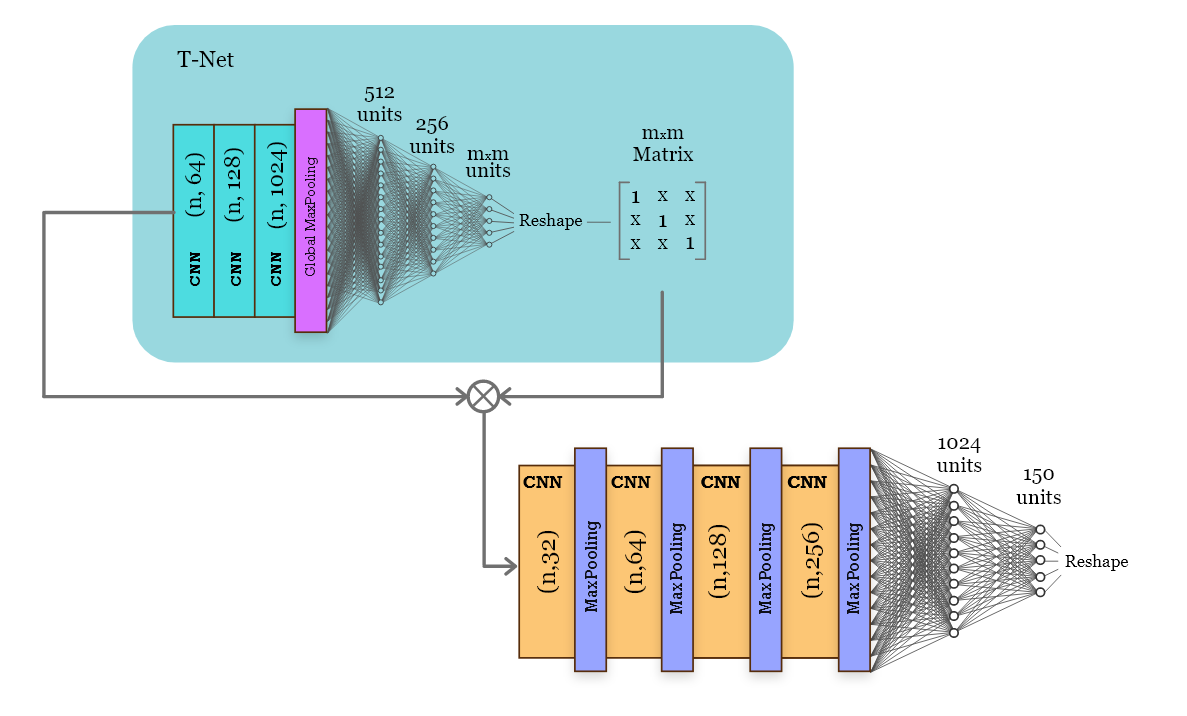 T-Net
512
units
256
units
mxm
units
mxm
Matrix
(n, 64)
CNN
(n, 128)
CNN
(n, 1024)
CNN
Global MaxPooling
Reshape
1 x x
x 1 x
x x 1
1024
units
150
units
CNN
(n,32)
MaxPooling
CNN
(n,64)
MaxPooling
CNN
(n,128)
MaxPooling
CNN
(n,256)
MaxPooling
Reshape